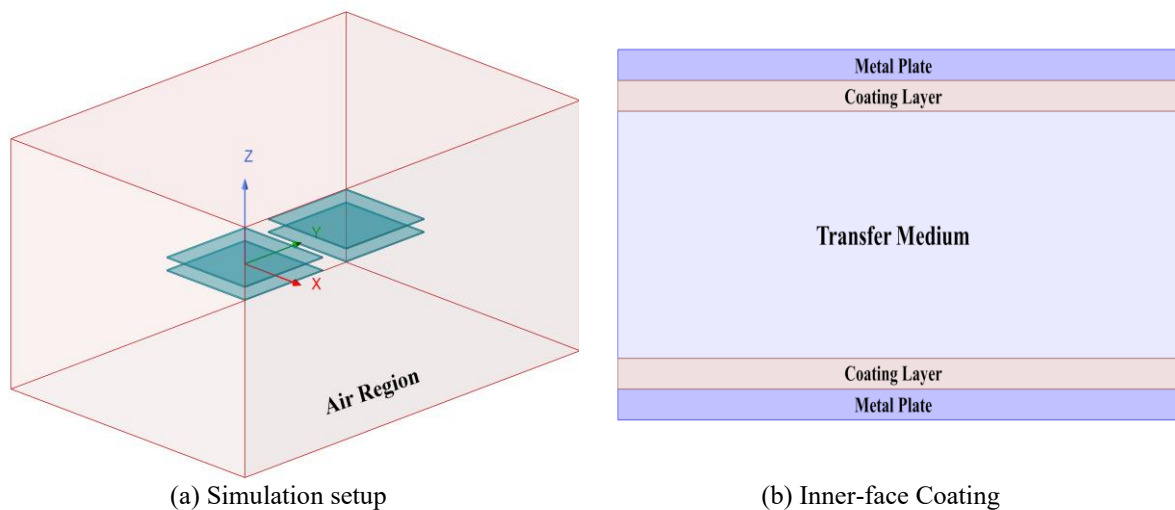 Z
Y
X
Air Region
(a) Simulation setup
Metal Plate
Coating Layer
Transfer Medium
Coating Layer
Metal Plate
(b) Inner-face Coating